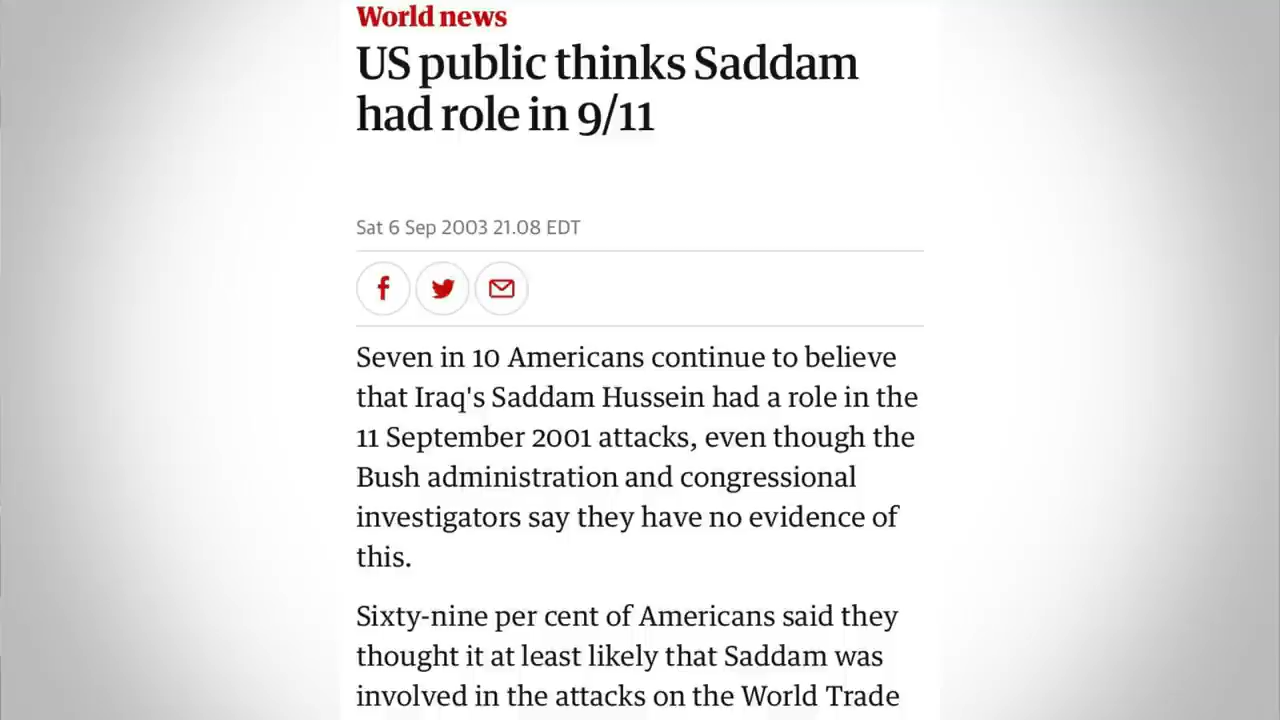 World news
US public thinks Saddam
had role in 9/11
Sat 6 Sep 2003 21.08 EDT
Seven in 10 Americans continue to believe
that Iraq's Saddam Hussein had a role in the
11 September 2001 attacks, even though the
Bush administration and congressional
investigators say they have no evidence of
this.
Sixty-nine per cent of Americans said they
thought it at least likely that Saddam was
involved in the attacks on the World Trade